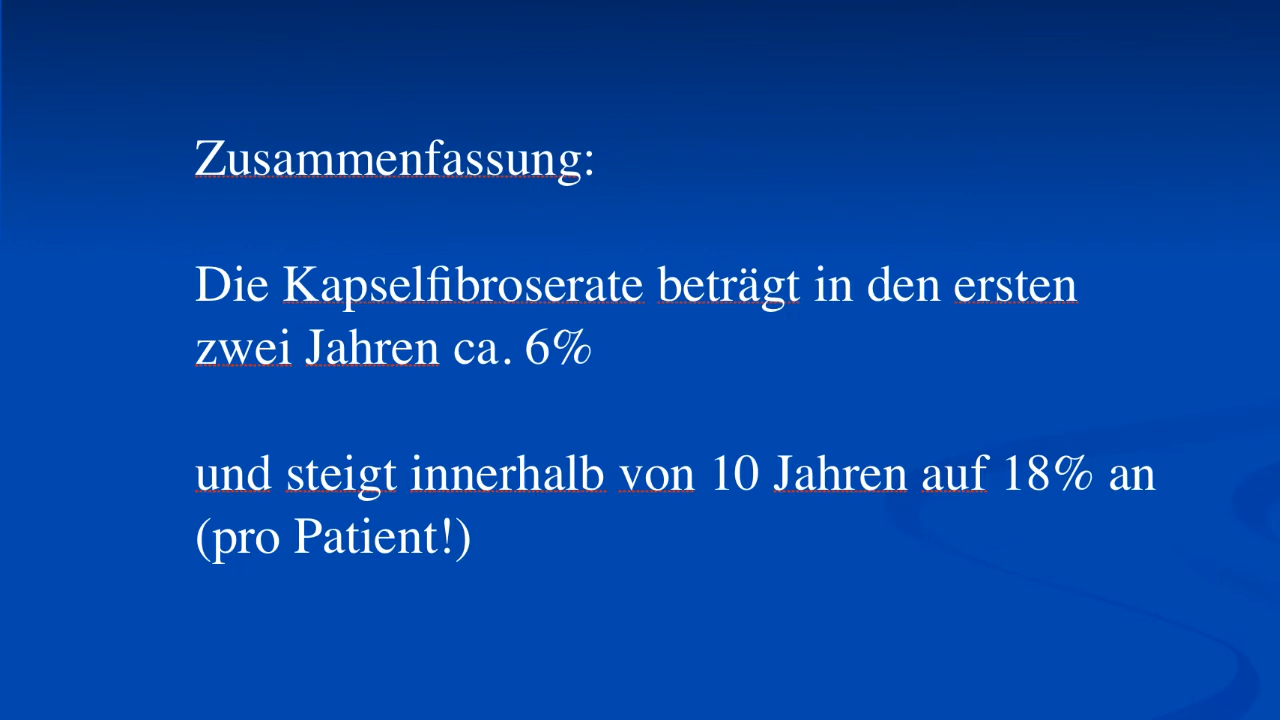 Zusammenfassung:
Die Kapselfibroserate beträgt in den ersten
zwei Jahren ca. 6%
und steigt innerhalb von 10 Jahren auf 18% an
(pro Patient!)